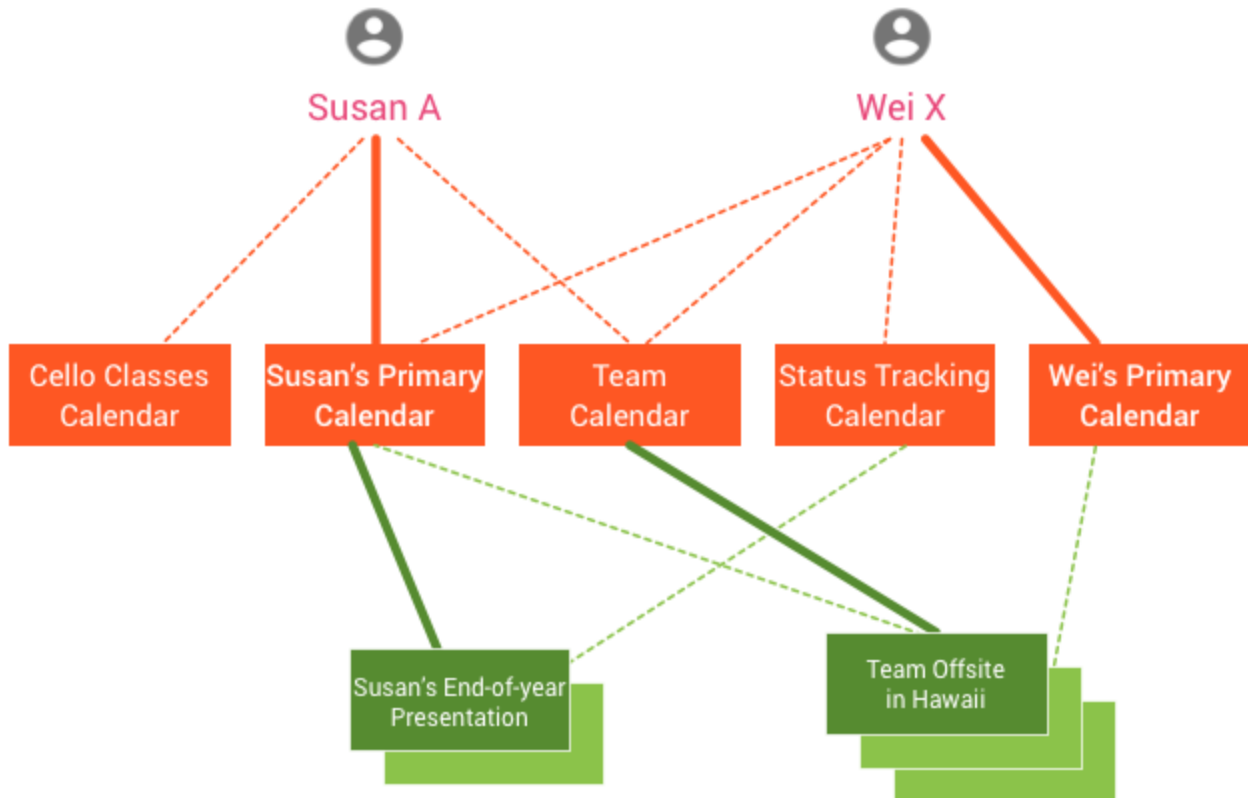 Susan A
Wei X
Cello Classes
Calendar
Susan's Primary
Calendar
Team
Calendar
Status Tracking
Calendar
Wei's Primary
Calendar
Susan's End-of-year
Presentation
Team Offsite
in Hawaii